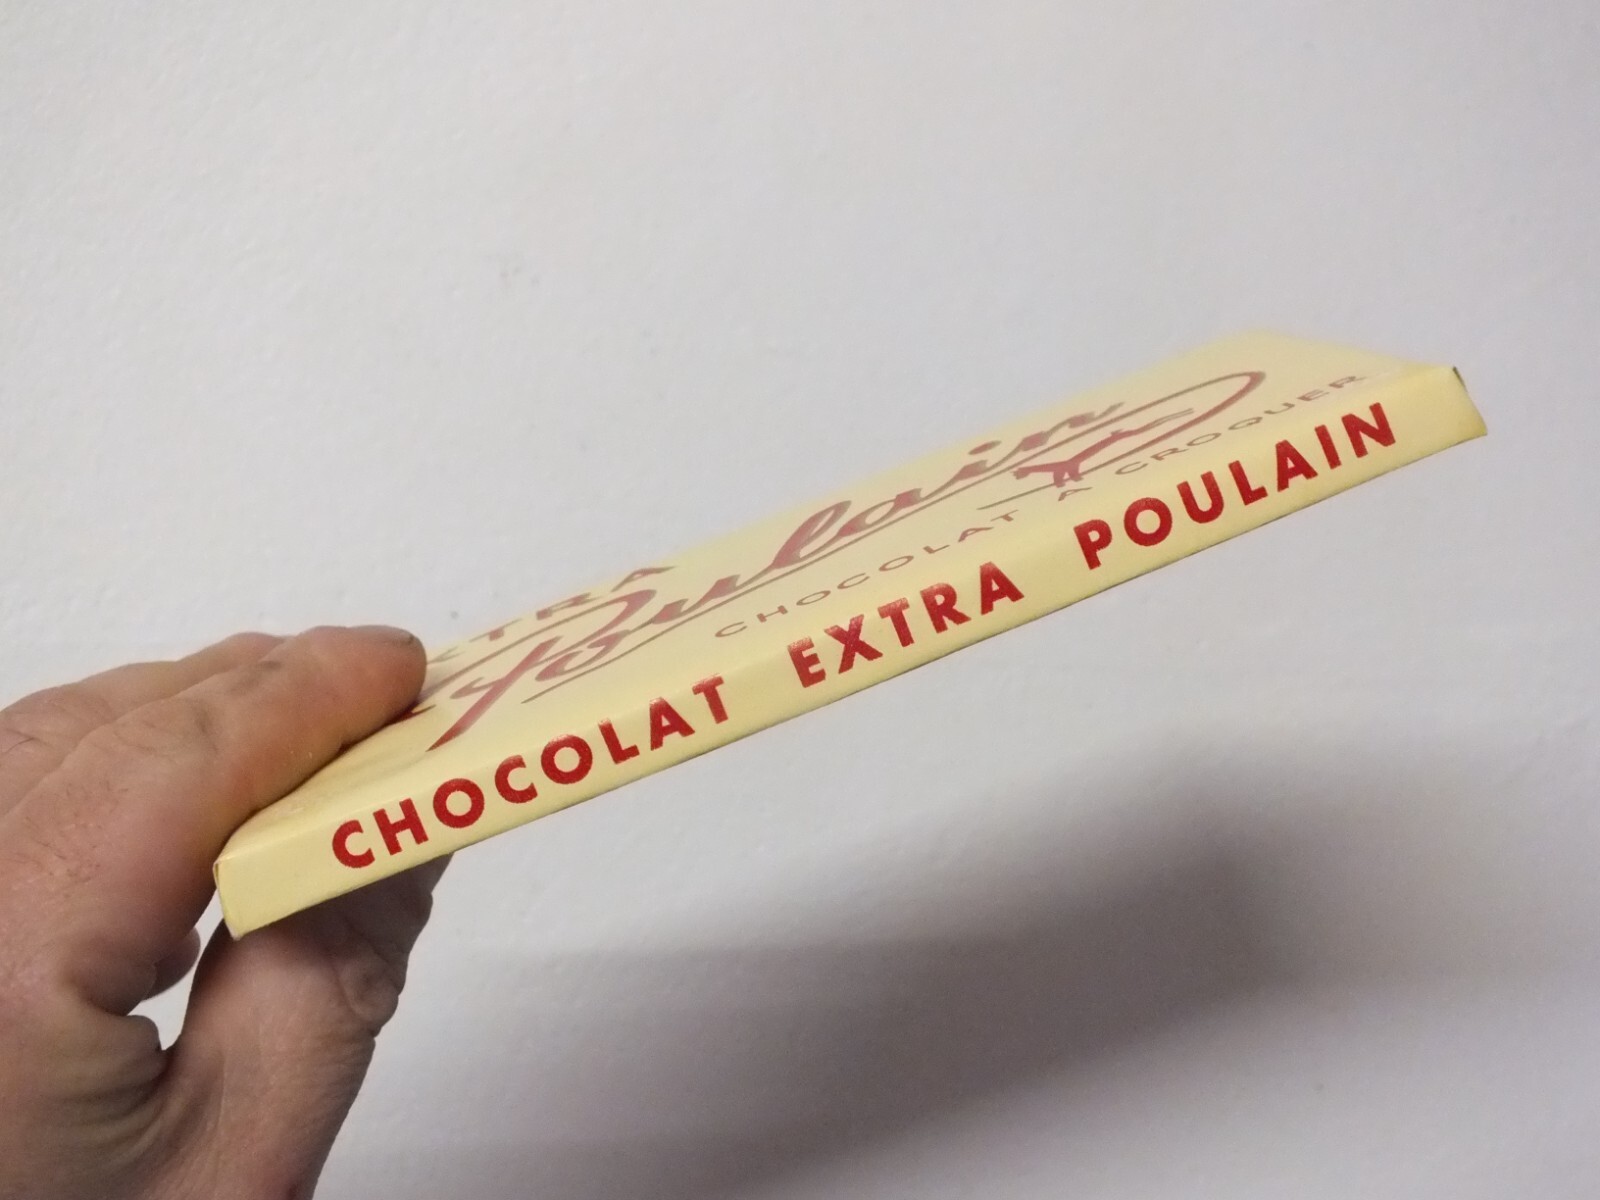 EXTRA
Poulain
CHOCOLAT A CROQUER
CHOCOLAT EXTRA POULAIN